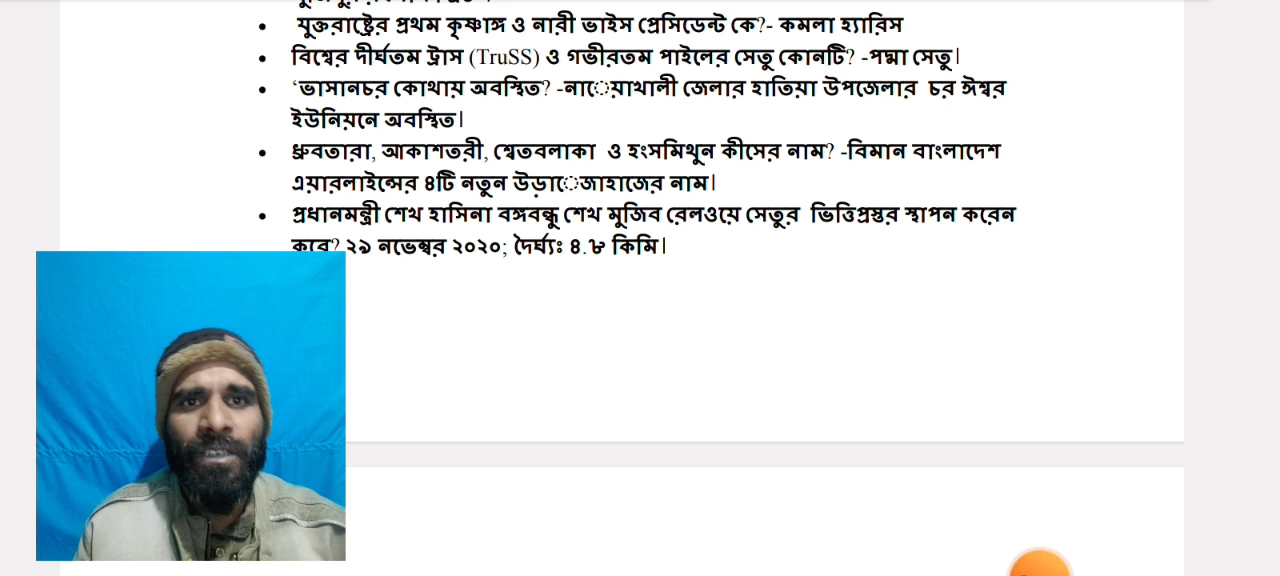 যুক্তরাষ্ট্রের প্রথম কৃষ্ণাঙ্গ ও নারী ভাইস প্রেসিডেন্ট কে?- কমলা হ্যারিস
বিশ্বের দীর্ঘতম ট্রাস (TruSS) ও গভীরতম পাইলের সেতু কোনটি? -পদ্মা সেতু।
‘ভাসানচর কোথায় অবস্থিত? -নােয়াখালী জেলার হাতিয়া উপজেলার চর ঈশ্বর
ইউনিয়নে অবস্থিত।
ধ্রুবতারা, আকাশতরী, শ্বেতবলাকা ও হংসমিথুন কীসের নাম? -বিমান বাংলাদেশ
এয়ারলাইন্সের ৪টি নতুন উড়ােজাহাজের নাম।
প্রধানমন্ত্রী শেখ হাসিনা বঙ্গবন্ধু শেখ মুজিব রেলওয়ে সেতুর ভিত্তিপ্রস্তর স্থাপন করেন
কবে? ২৯ নভেম্বর ২০২০; দৈর্ঘ্যঃ ৪.৮ কিমি।